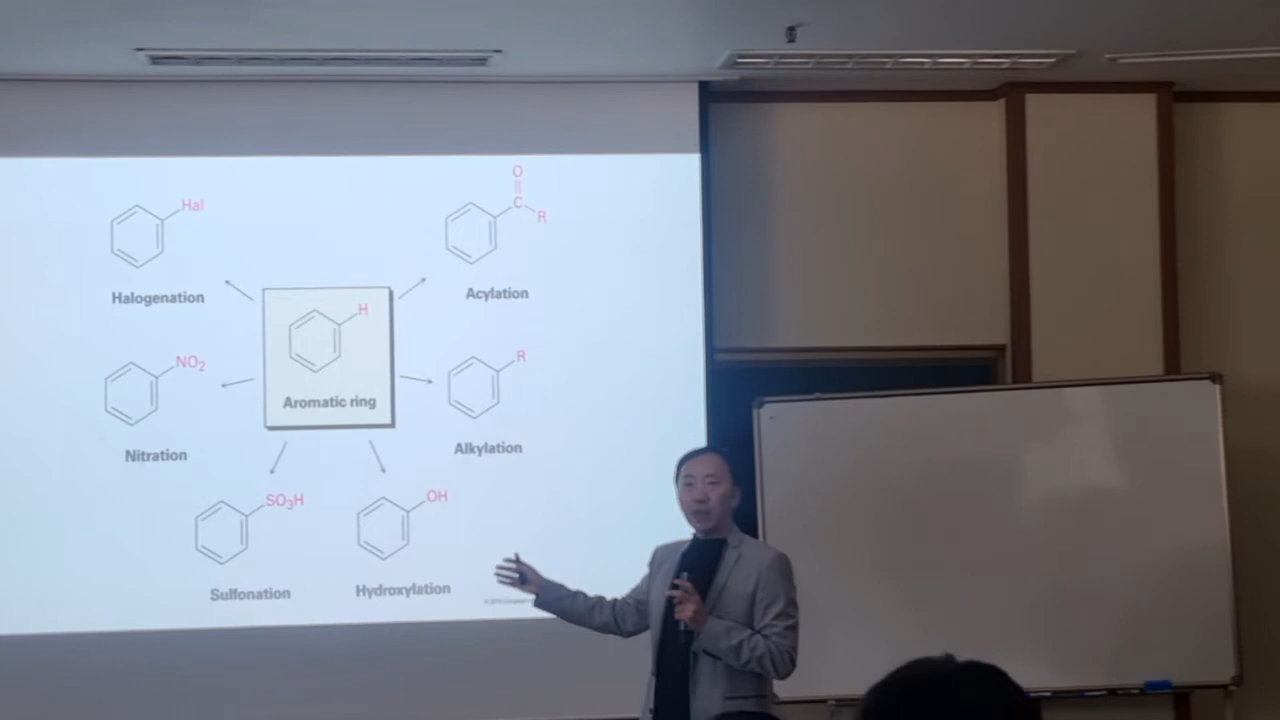 O
C
R
Hal
Halogenation
Acylation
H
Aromatic ring
NO2
Nitration
R
Alkylation
SO3H
Sulfonation
OH
Hydroxylation